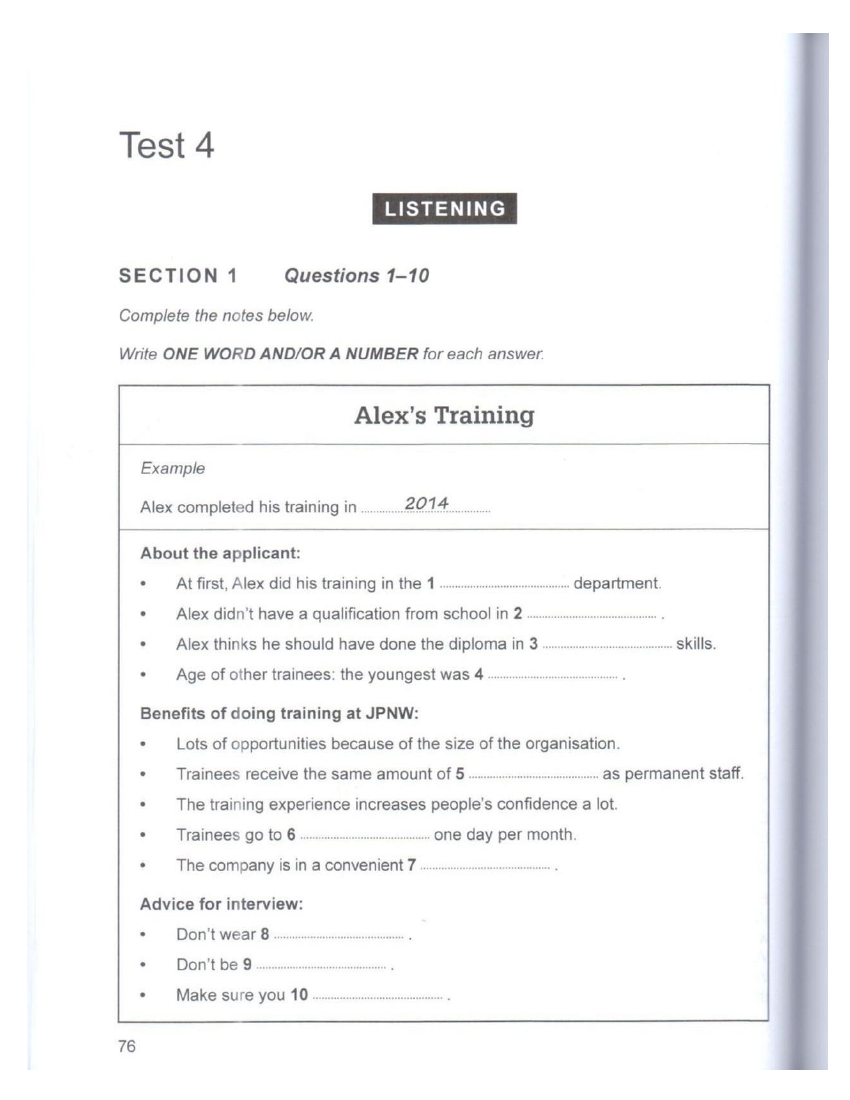 Test 4
LISTENING
SECTION 1 Questions 1–10
Complete the notes below.
Write ONE WORD AND/OR A NUMBER for each answer.
Alex's Training
Example
Alex completed his training in ............2014............
About the applicant:
• At first, Alex did his training in the 1 ........................................ department.
• Alex didn't have a qualification from school in 2 ........................................ .
• Alex thinks he should have done the diploma in 3 ........................................ skills.
• Age of other trainees: the youngest was 4 ........................................ .
Benefits of doing training at JPNW:
• Lots of opportunities because of the size of the organisation.
• Trainees receive the same amount of 5 ........................................ as permanent staff.
• The training experience increases people's confidence a lot.
• Trainees go to 6 ........................................ one day per month.
• The company is in a convenient 7 ........................................ .
Advice for interview:
• Don't wear 8 ........................................ .
• Don't be 9 ........................................ .
• Make sure you 10 ........................................ .
76